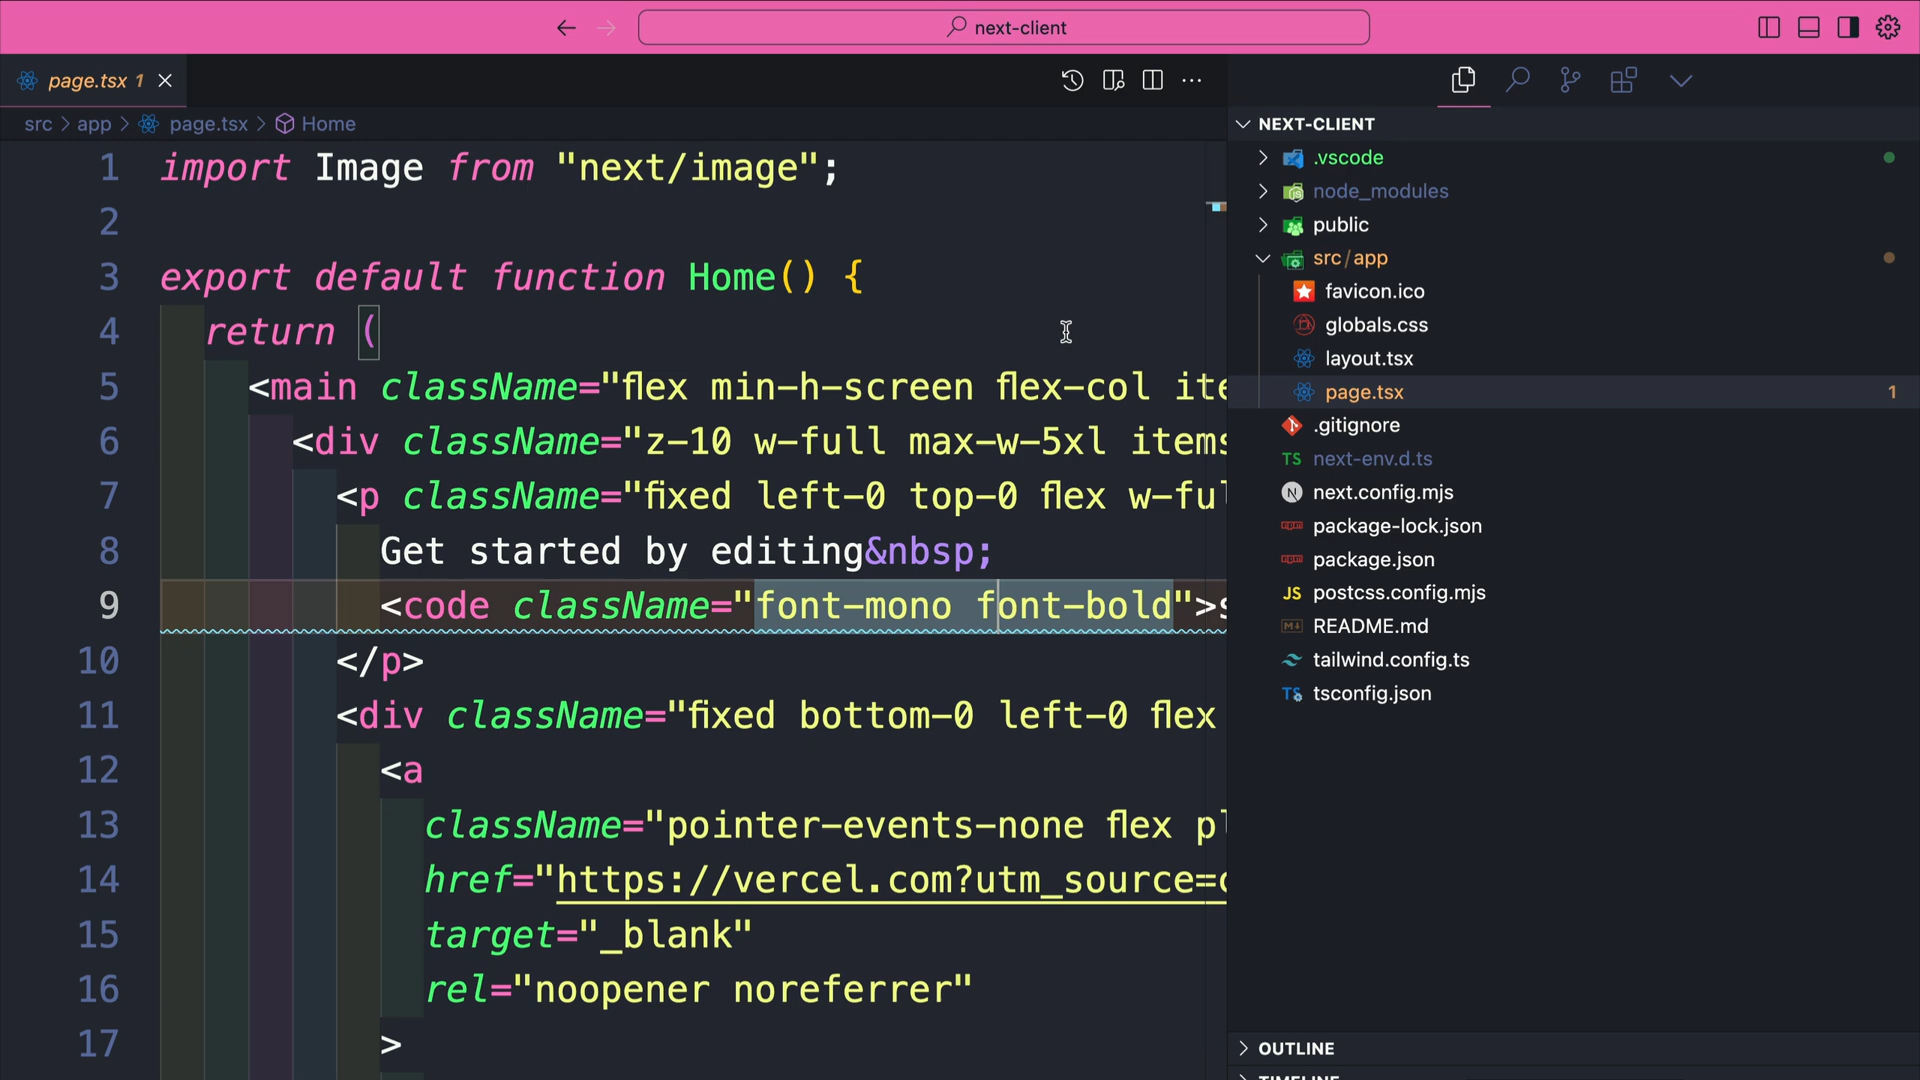 next-client
page.tsx 1
src > app > page.tsx > Home
1 import Image from "next/image";
2
3 export default function Home() {
4 return (
5 <main className="flex min-h-screen flex-col ite
6 <div className="z-10 w-full max-w-5xl items
7 <p className="fixed left-0 top-0 flex w-ful
8 Get started by editing&nbsp;
9 <code className="font-mono font-bold">s
10 </p>
11 <div className="fixed bottom-0 left-0 flex
12 <a
13 className="pointer-events-none flex pl
14 href="https://vercel.com?utm_source=c
15 target="_blank"
16 rel="noopener noreferrer"
17 >
NEXT-CLIENT
.vscode
node_modules
public
src/app
favicon.ico
globals.css
layout.tsx
page.tsx 1
.gitignore
TS next-env.d.ts
N next.config.mjs
package-lock.json
package.json
JS postcss.config.mjs
README.md
tailwind.config.ts
TS tsconfig.json
OUTLINE
TIMELINE